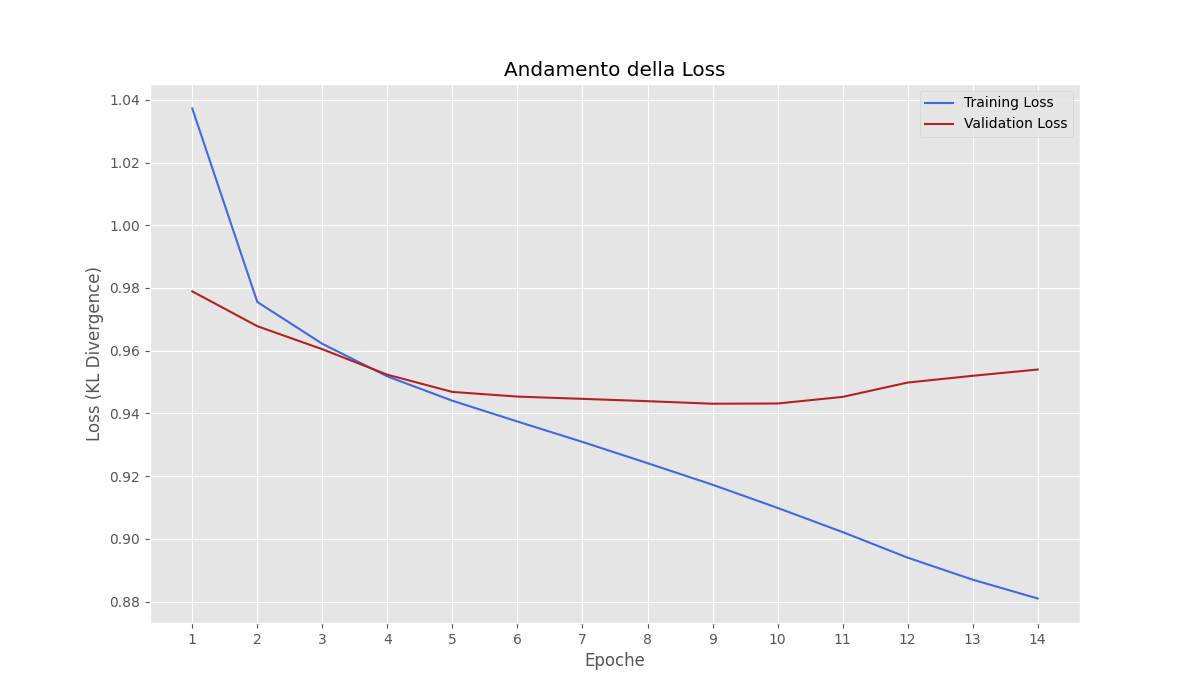 Andamento della Loss
Training Loss
Validation Loss
Loss (KL Divergence)
1.04
1.02
1.00
0.98
0.96
0.94
0.92
0.90
0.88
1 2 3 4 5 6 7 8 9 10 11 12 13 14
Epoche